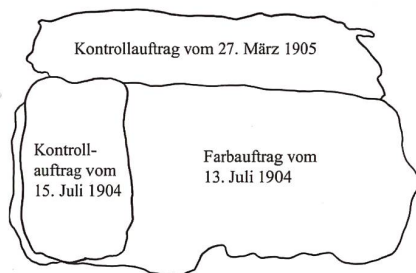 Kontrollauftrag vom 27. März 1905
Kontroll-
auftrag vom
15. Juli 1904
Farbauftrag vom
13. Juli 1904